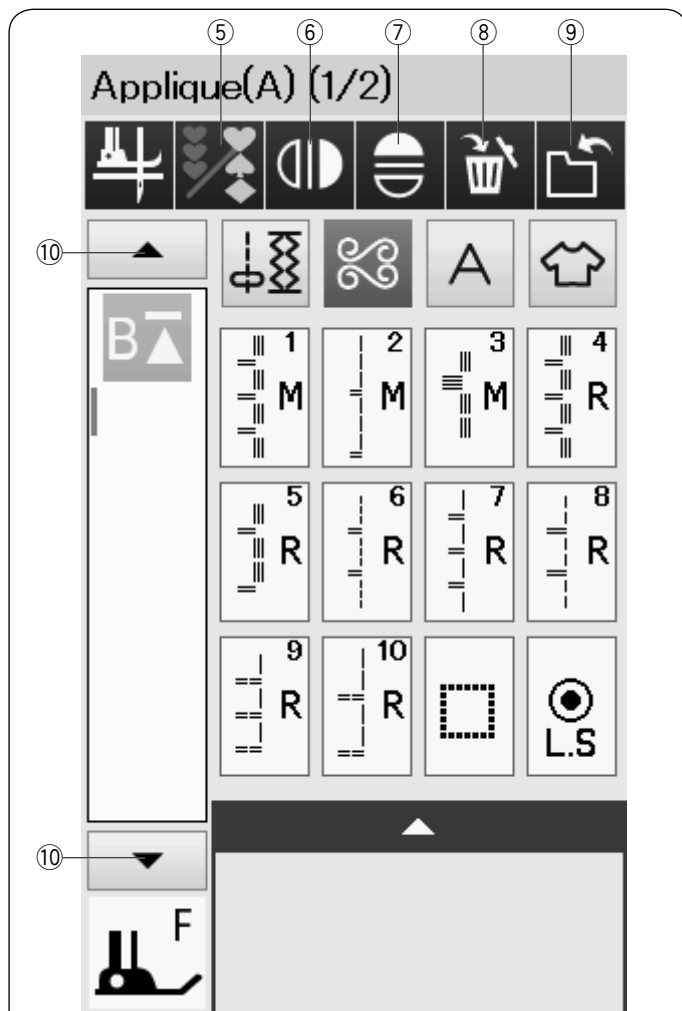 ⑤ ⑥ ⑦ ⑧ ⑨
Applique(A) (1/2)
⑩
A
B
1 2 3 4
M M M R
5 6 7 8
R R R R
9 10
R R
L.S
⑩
F